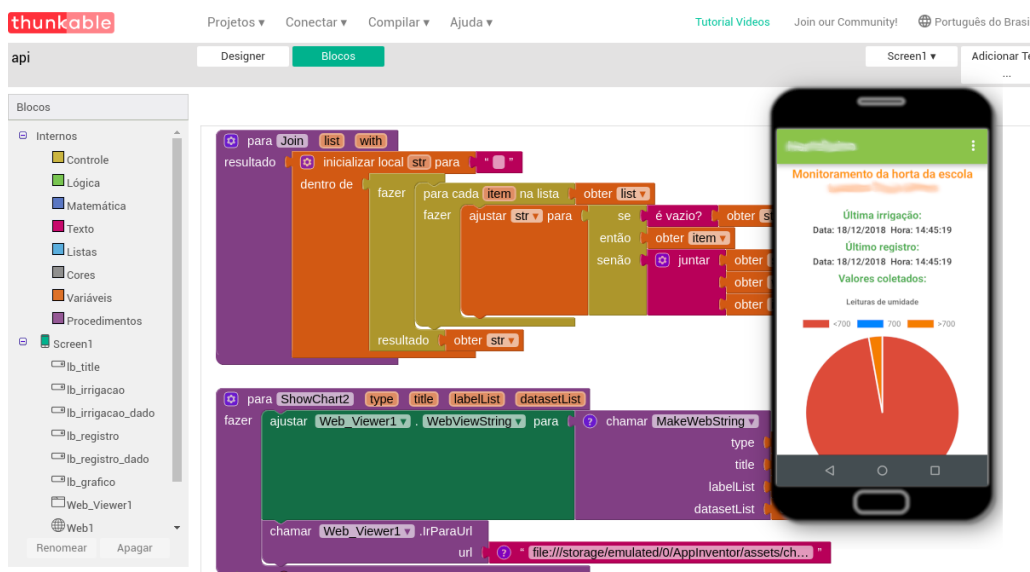 thunkable
Projetos ▾ Conectar ▾ Compilar ▾ Ajuda ▾ Tutorial Videos Join our Community! Português do Brasi
api Designer Blocos Screen1 ▾ Adicionar Te
...
Blocos
Internos
Controle
Lógica
Matemática
Texto
Listas
Cores
Variáveis
Procedimentos
Screen1
lb_title
lb_irrigacao
lb_irrigacao_dado
lb_registro
lb_registro_dado
lb_grafico
Web_Viewer1
Web1
Renomear Apagar
para Join list with
resultado inicializar local str para " "
dentro de fazer para cada item na lista obter list
fazer ajustar str para se é vazio? obter st
então obter item
senão juntar obter
obter
obter
resultado obter str
para ShowChart2 type title labelList datasetList
fazer ajustar Web_Viewer1 . WebViewString para chamar MakeWebString
type
title
labelList
datasetList
chamar Web_Viewer1 .IrParaUrl
url " file:///storage/emulated/0/AppInventor/assets/ch... "
Monitoramento da horta da escola
Última irrigação:
Data: 18/12/2018 Hora: 14:45:19
Último registro:
Data: 18/12/2018 Hora: 14:45:19
Valores coletados:
Leituras de umidade
<700 700 >700